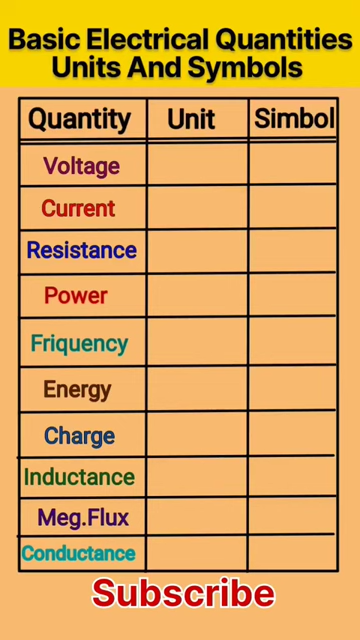 Basic Electrical Quantities
Units And Symbols
Quantity Unit Simbol
Voltage
Current
Resistance
Power
Friquency
Energy
Charge
Inductance
Meg.Flux
Conductance
Subscribe